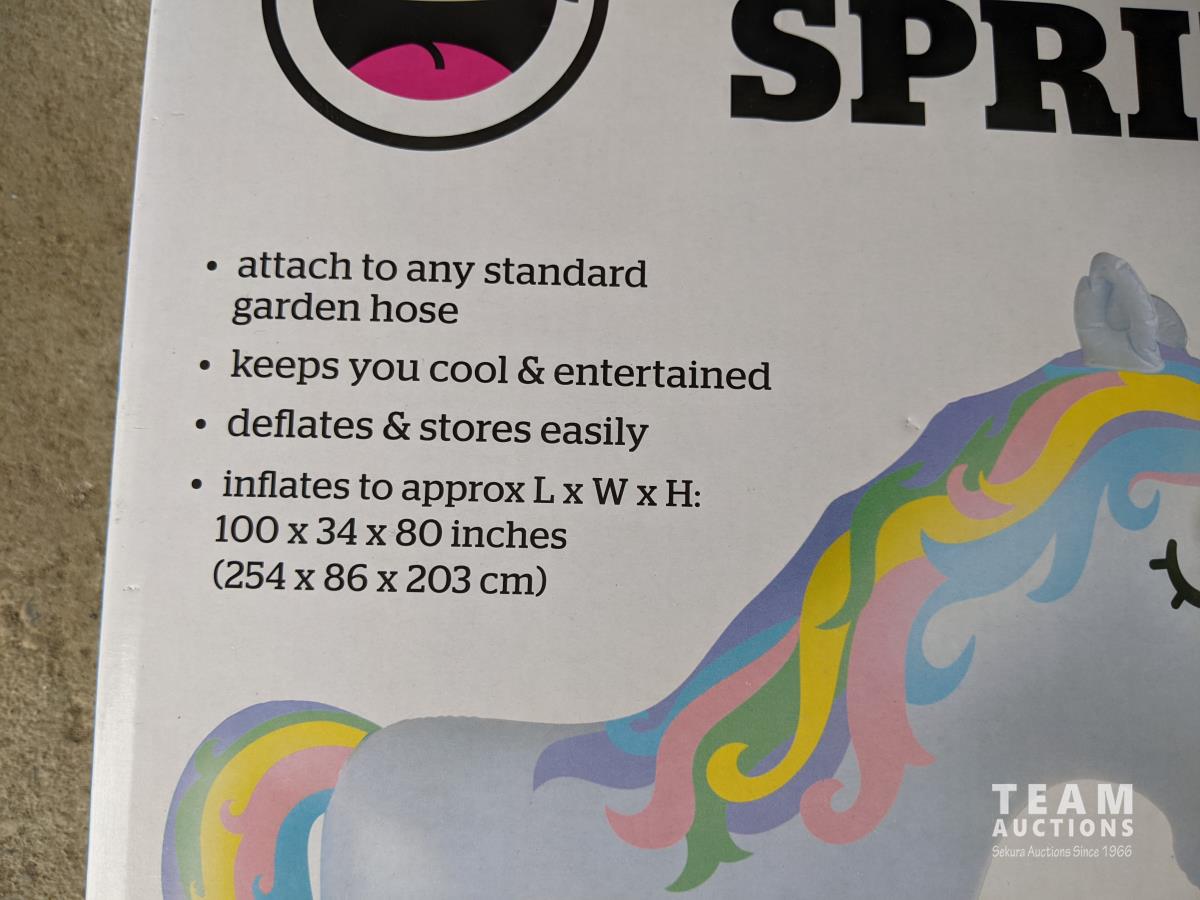 SPRI
• attach to any standard
garden hose
• keeps you cool & entertained
• deflates & stores easily
• inflates to approx L x W x H:
100 x 34 x 80 inches
(254 x 86 x 203 cm)
TEAM
AUCTIONS
Sekura Auctions Since 1966